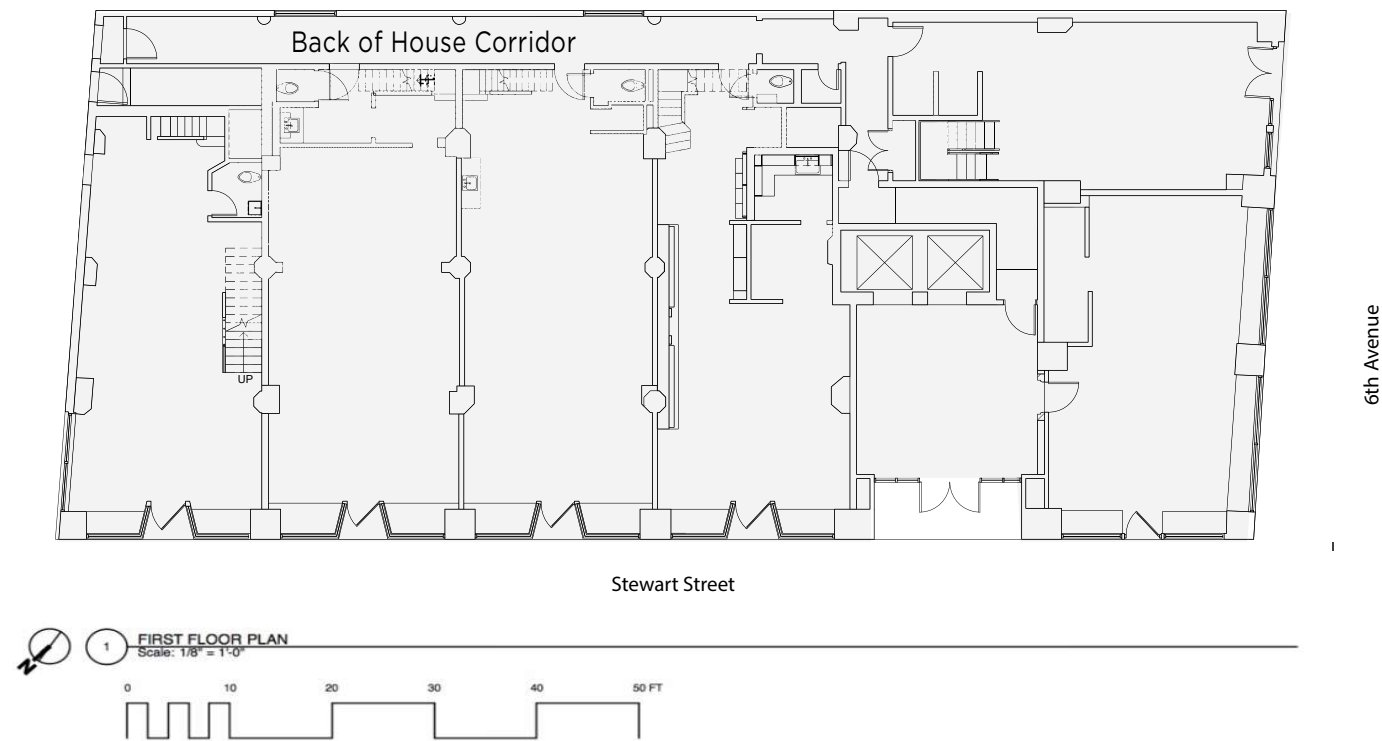 Back of House Corridor
UP
6th Avenue
Stewart Street
N
1
FIRST FLOOR PLAN
Scale: 1/8" = 1'-0"
0 10 20 30 40 50 FT